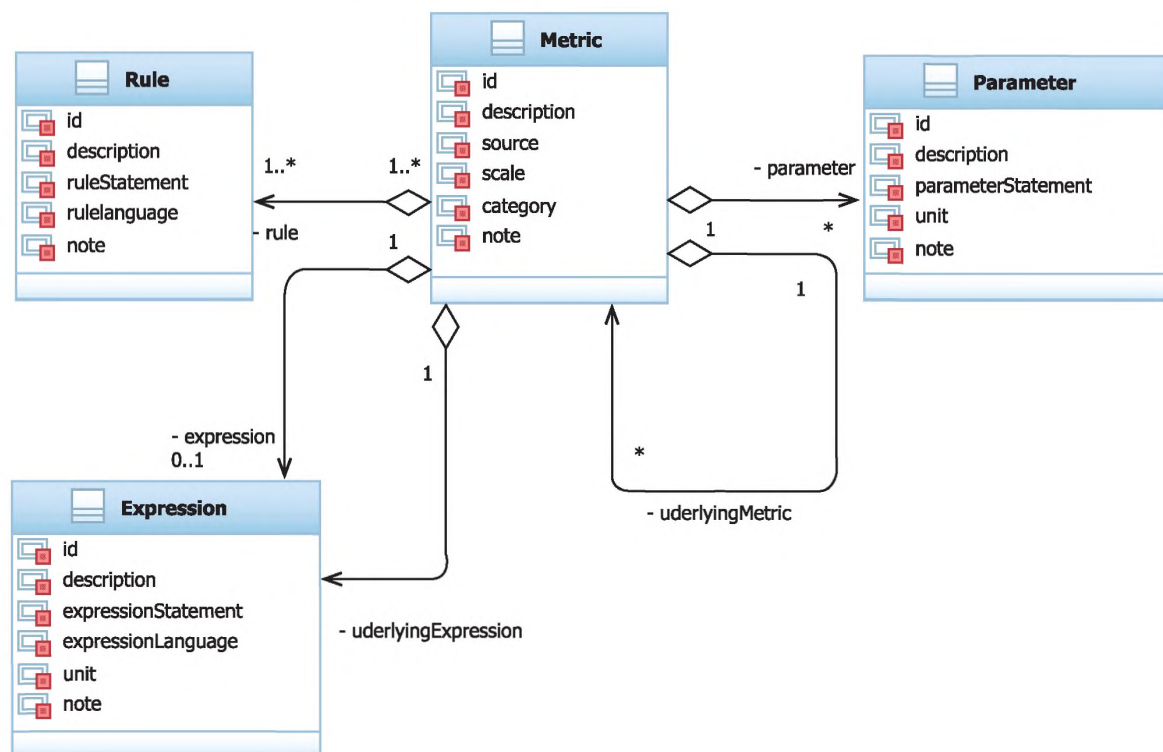 Metric
id
description
source
scale
category
note
Rule
id
description
ruleStatement
rulelanguage
note
Parameter
id
description
parameterStatement
unit
note
1..*
1..*
- rule
- parameter
1
*
1
1
*
- uderlyingMetric
1
- expression
0..1
- uderlyingExpression
Expression
id
description
expressionStatement
expressionLanguage
unit
note